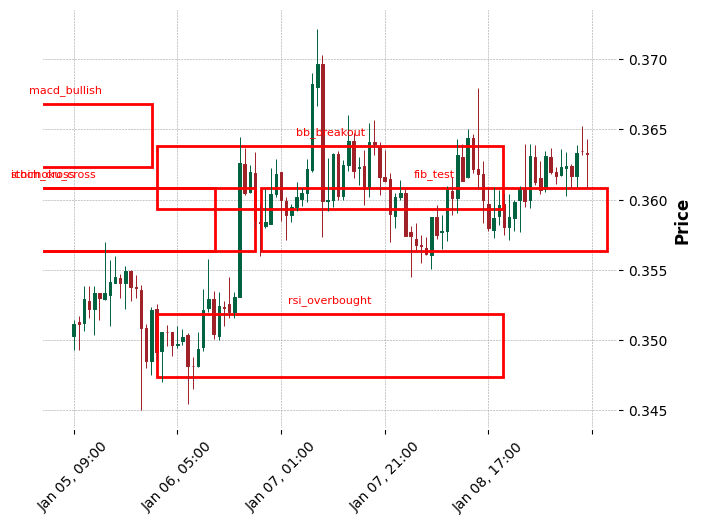 macd_bullish
bb_breakout
fib_test
rsi_overbought
0.370
0.365
0.360
0.355
0.350
0.345
Price
Jan 05, 09:00
Jan 06, 05:00
Jan 07, 01:00
Jan 07, 21:00
Jan 08, 17:00